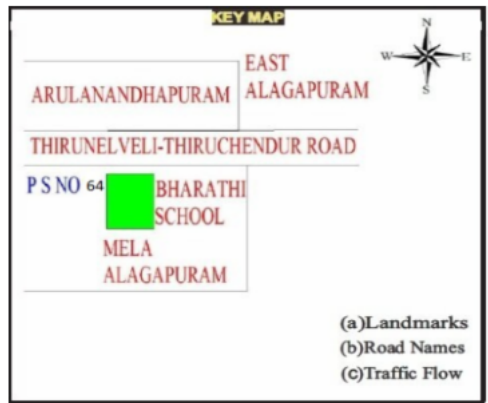 KEY MAP
N
W E
S
EAST
ALAGAPURAM
ARULANANDHAPURAM
THIRUNELVELI-THIRUCHENDUR ROAD
P S NO 64
BHARATHI
SCHOOL
MELA
ALAGAPURAM
(a)Landmarks
(b)Road Names
(c)Traffic Flow